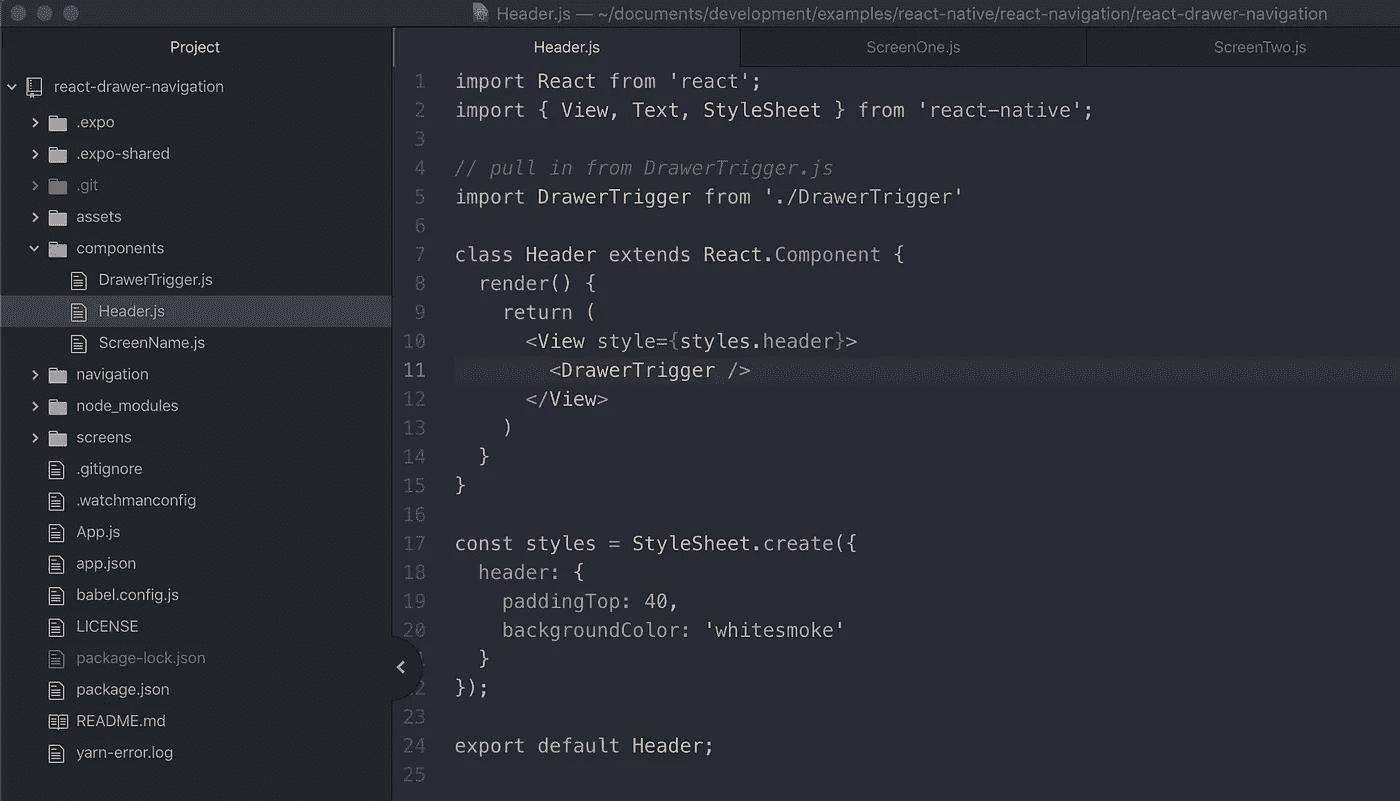 Header.js — ~/documents/development/examples/react-native/react-navigation/react-drawer-navigation
Project
react-drawer-navigation
.expo
.expo-shared
.git
assets
components
DrawerTrigger.js
Header.js
ScreenName.js
navigation
node_modules
screens
.gitignore
.watchmanconfig
App.js
app.json
babel.config.js
LICENSE
package-lock.json
package.json
README.md
yarn-error.log
Header.js ScreenOne.js ScreenTwo.js
1 import React from 'react';
2 import { View, Text, StyleSheet } from 'react-native';
3
4 // pull in from DrawerTrigger.js
5 import DrawerTrigger from './DrawerTrigger'
6
7 class Header extends React.Component {
8 render() {
9 return (
10 <View style={styles.header}>
11 <DrawerTrigger />
12 </View>
13 )
14 }
15 }
16
17 const styles = StyleSheet.create({
18 header: {
19 paddingTop: 40,
20 backgroundColor: 'whitesmoke'
}
2 });
23
24 export default Header;
25